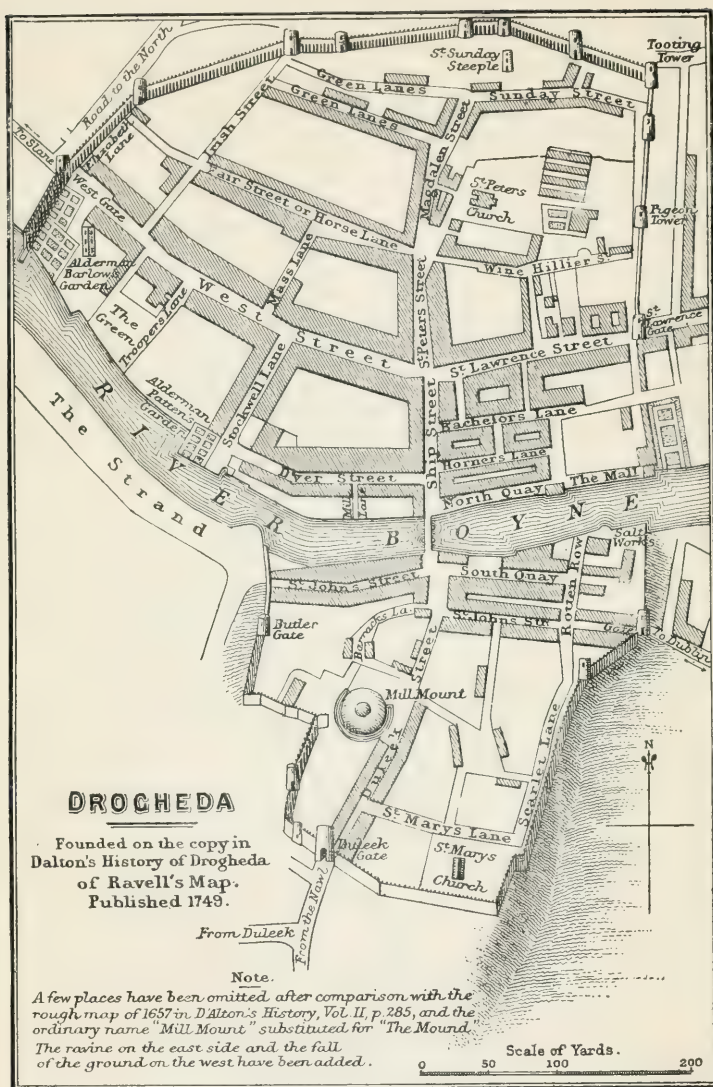 Road to the North
To Slane
St Sunday
Steeple
Tooting
Tower
Green Lanes
Green Lanes
Sunday Street
Elizabeth
Lane
Irish Street
Magdalen Street
West Gate
Fair Street or Horse Lane
St Peters
Church
Pigeon
Tower
Alderman
Barlow's
Garden
Mass Lane
Wine Hillier St
The
Green
Troopers Lane
West Street
St Peters Street
St
Lawrence
Gate
St Lawrence Street
Stockwell Lane
Alderman
Patten's
Garden
Ship Street
Bachelors Lane
Horners Lane
Dyer Street
Mill
Lane
North Quay
The Mall
RIVER BOYNE
The Strand
Salt
Works
St Johns Street
South Quay
Rotten Row
Butler
Gate
Barracks La.
St Johns Str
Gate
To Dublin
Mill Mount
Duleek Street
Scarlet Lane
N
St Marys Lane
Duleek
Gate
St Marys
Church
DROGHEDA
Founded on the copy in
Dalton's History of Drogheda
of Ravell's Map.
Published 1749.
From Duleek
From the Nawl
Note.
A few places have been omitted after comparison with the
rough map of 1657 in D'Alton's History, Vol. II, p. 285, and the
ordinary name "Mill Mount" substituted for "The Mound."
The ravine on the east side and the fall
of the ground on the west have been added.
Scale of Yards.
0 50 100 200